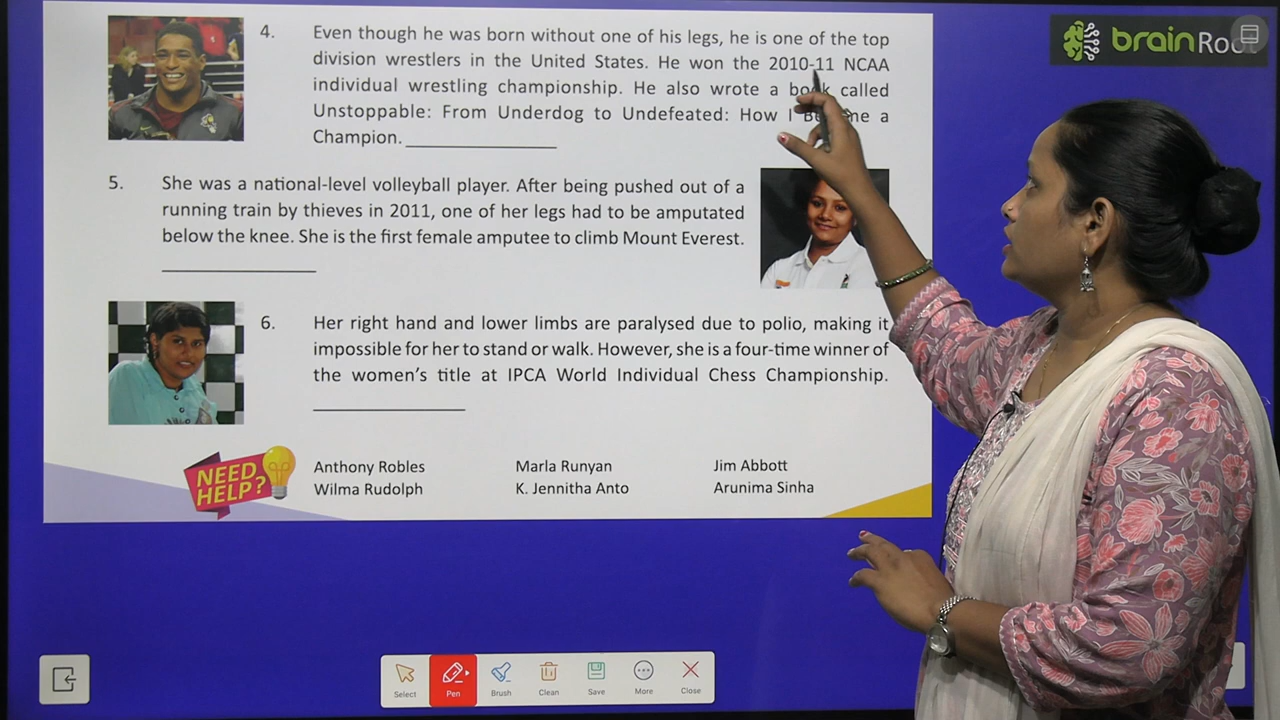 4. Even though he was born without one of his legs, he is one of the top
division wrestlers in the United States. He won the 2010-11 NCAA
individual wrestling championship. He also wrote a book called
Unstoppable: From Underdog to Undefeated: How I me a
Champion.
5. She was a national-level volleyball player. After being pushed out of a
running train by thieves in 2011, one of her legs had to be amputated
below the knee. She is the first female amputee to climb Mount Everest.
6. Her right hand and lower limbs are paralysed due to polio, making it
impossible for her to stand or walk. However, she is a four-time winner of
the women's title at IPCA World Individual Chess Championship.
NEED
HELP?
Anthony Robles Marla Runyan Jim Abbott
Wilma Rudolph K. Jennitha Anto Arunima Sinha
brain
Select Pen Brush Clean Save More Close